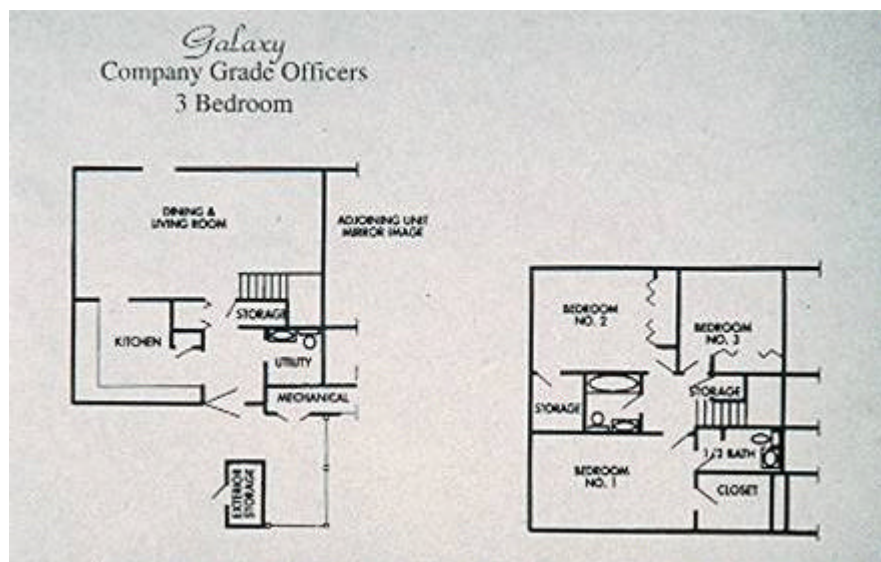 Galaxy
Company Grade Officers
3 Bedroom
DINING &
LIVING ROOM
ADJOINING UNIT
MIRROR IMAGE
STORAGE
KITCHEN
UTILITY
MECHANICAL
EXTERIOR
STORAGE
BEDROOM
NO. 2
BEDROOM
NO. 3
STORAGE
STORAGE
1/2 BATH
BEDROOM
NO. 1
CLOSET